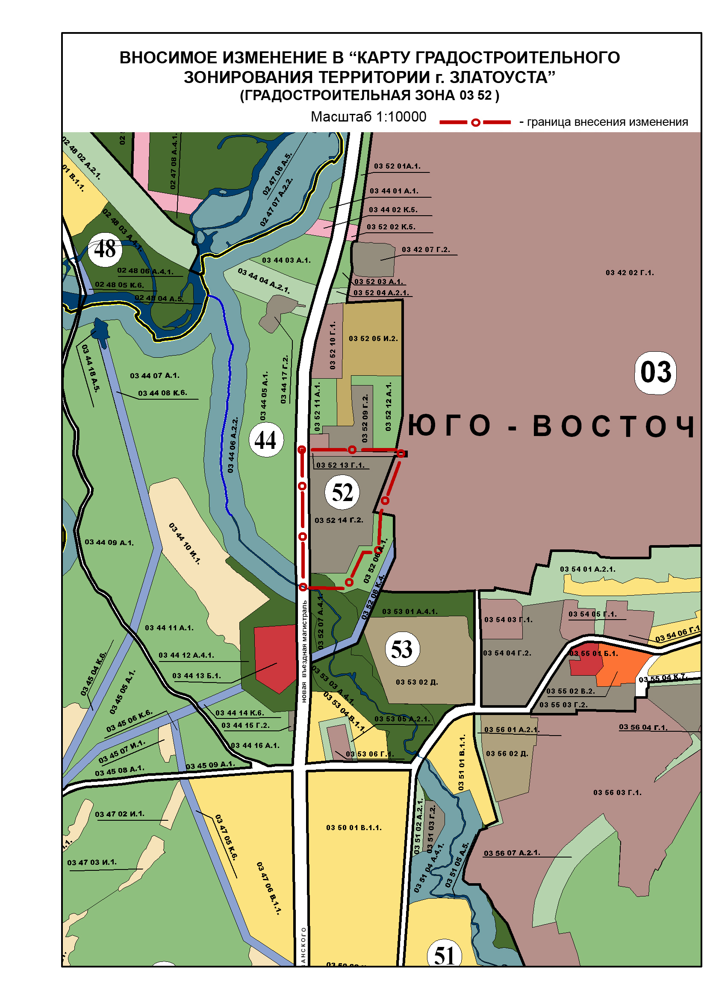 ВНОСИМОЕ ИЗМЕНЕНИЕ В “КАРТУ ГРАДОСТРОИТЕЛЬНОГО
ЗОНИРОВАНИЯ ТЕРРИТОРИИ г. ЗЛАТОУСТА”
(ГРАДОСТРОИТЕЛЬНАЯ ЗОНА 03 52 )
Масштаб 1:10000
- граница внесения изменения
02 48 02 А.2.1.
01 В.1.1.
02 47 08 А.4.1.
02 47 06 А.5.
02 47 07 А.2.2.
03 52 01А.1.
03 44 01 А.1.
03 44 02 К.5.
03 52 02 К.5.
03 42 07 Г.2.
02 48 03 А.4.1.
48
03 44 03 А.1.
02 48 06 А.4.1.
03 44 04 А.2.1.
03 42 02 Г.1.
02 48 05 К.6.
03 52 03 А.1.
03 52 04 А.2.1.
02 48 04 А.5.
03 52 10 Г.1.
03 52 05 И.2.
03 44 18 А.5.
03 44 07 А.1.
03 44 08 К.6.
03 44 05 А.1.
03 44 17 Г.2.
03
03 52 11 А.1.
03 52 09 Г.2.
03 52 12 А.1.
ЮГО - ВОСТОЧ
44
03 44 06 А.2.2.
03 52 13 Г.1.
52
03 52 14 Г.2.
03 44 09 А.1.
03 44 10 И.1.
03 52 06 А.1.
03 54 01 А.2.1.
03 52 08 К.4.
03 52 07 А.4.1.
новая въездная магистраль
03 53 01 А.4.1.
03 54 03 Г.1.
03 54 05 Г.1.
03 54 06 Г.1
03 44 11 А.1.
53
03 44 12 А.4.1.
03 54 04 Г.2.
03 55 01 Б.1.
03 45 04 К.6.
03 45 05 А.1.
03 44 13 Б.1.
03 53 03 А.4.1.
03 53 02 Д.
03 55 04 К.7.
03 55 02 В.2.
03 55 03 Г.2.
03 53 04 В.1.1.
03 45 06 К.6.
03 44 14 К.6.
03 44 15 Г.2.
03 53 05 А.2.1.
03 56 01 А.2.1.
03 56 04 Г.1.
03 45 07 И.1.
03 44 16 А.1.
03 53 06 Г.1.
03 51 01 В.1.1.
03 56 02 Д.
03 45 08 А.1.
03 45 09 А.1.
03 56 03 Г.1.
03 47 02 И.1.
03 47 05 К.6.
03 50 01 В.1.1.
03 51 02 А.2.1.
03 51 03 Г.2.
03 51 04 А.4.1.
03 51 05 А.5.
03 56 07 А.2.1.
03 47 03 И.1.
03 47 06 В.1.1.
АНСКОГО
51